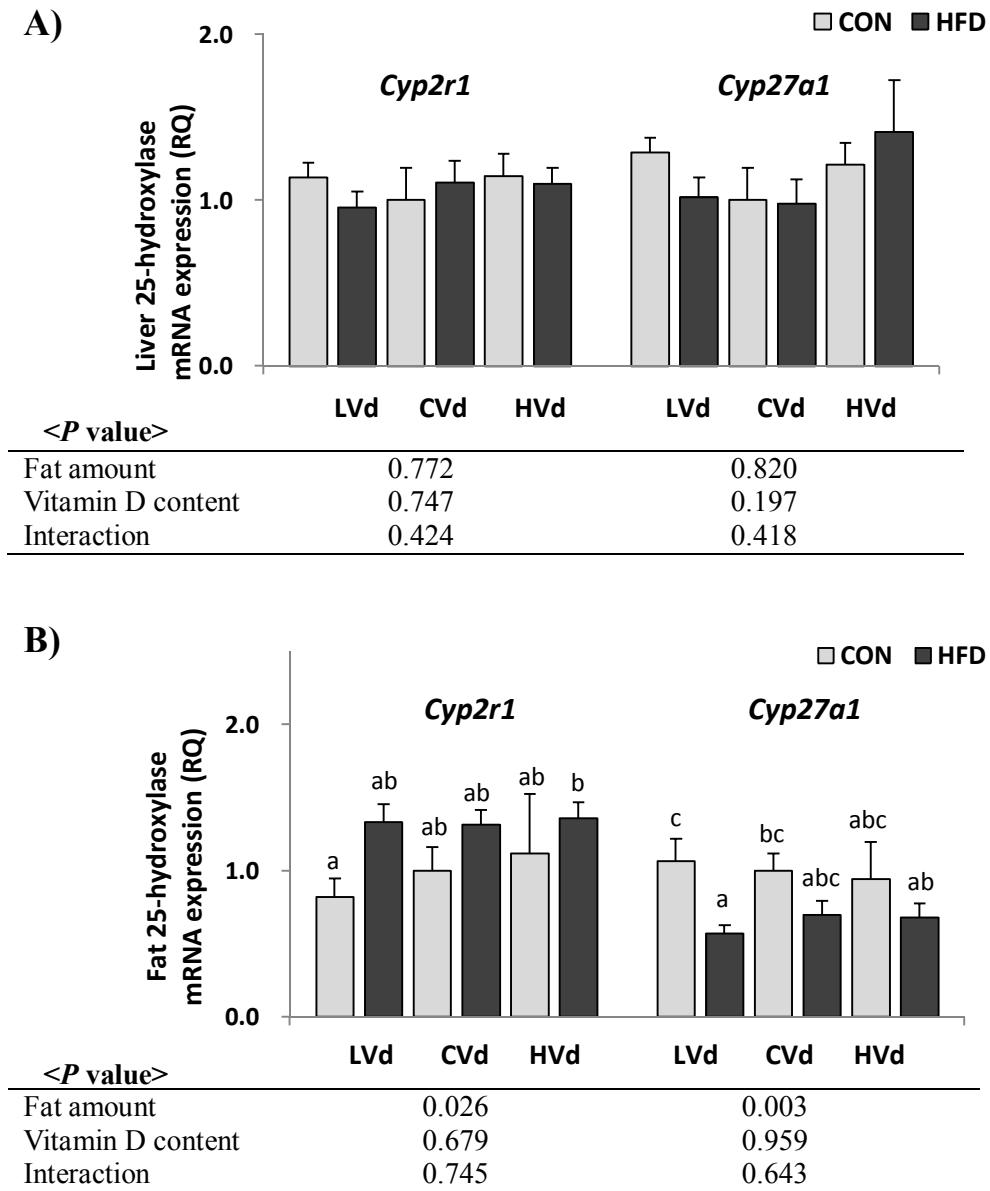 A)
CON HFD
2.0
Cyp2r1 Cyp27a1
Liver 25-hydroxylase
mRNA expression (RQ)
1.0
0.0
LVd CVd HVd LVd CVd HVd
<P value>
Fat amount 0.772 0.820
Vitamin D content 0.747 0.197
Interaction 0.424 0.418
B)
CON HFD
Cyp2r1 Cyp27a1
2.0
Fat 25-hydroxylase
mRNA expression (RQ)
a ab ab ab ab b c a bc abc abc ab
1.0
0.0
LVd CVd HVd LVd CVd HVd
<P value>
Fat amount 0.026 0.003
Vitamin D content 0.679 0.959
Interaction 0.745 0.643